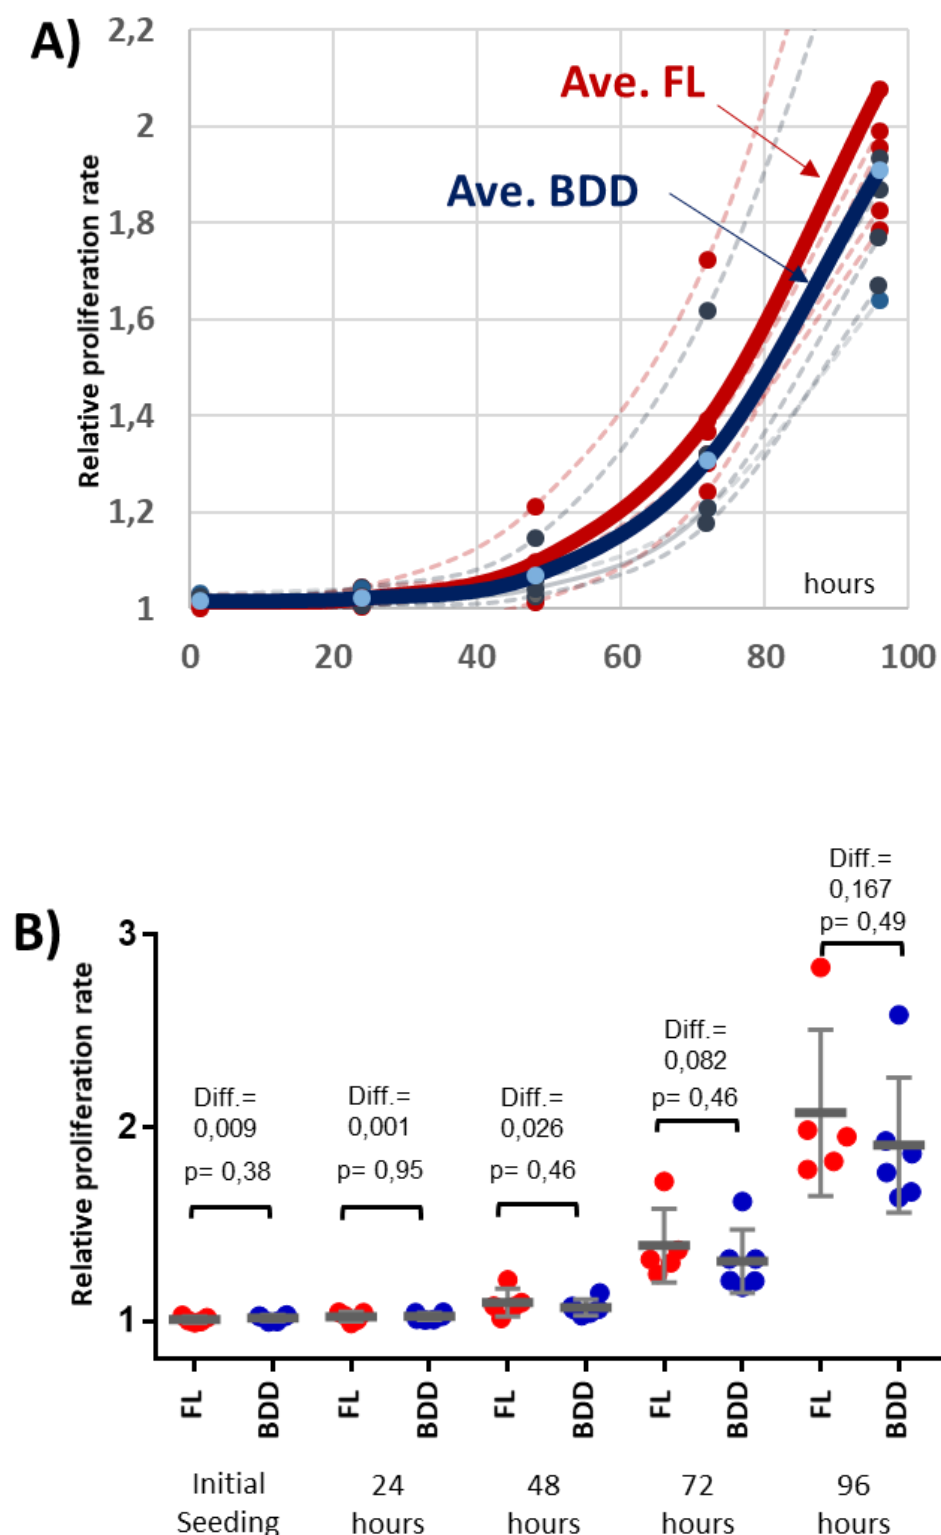 A)
2,2
2
1,8
1,6
1,4
1,2
1
Relative proliferation rate
Ave. FL
Ave. BDD
hours
0 20 40 60 80 100
B)
3
2
1
Relative proliferation rate
Diff.=
0,009
p= 0,38
Diff.=
0,001
p= 0,95
Diff.=
0,026
p= 0,46
Diff.=
0,082
p= 0,46
Diff.=
0,167
p= 0,49
FL BDD FL BDD FL BDD FL BDD FL BDD
Initial
Seeding
24
hours
48
hours
72
hours
96
hours